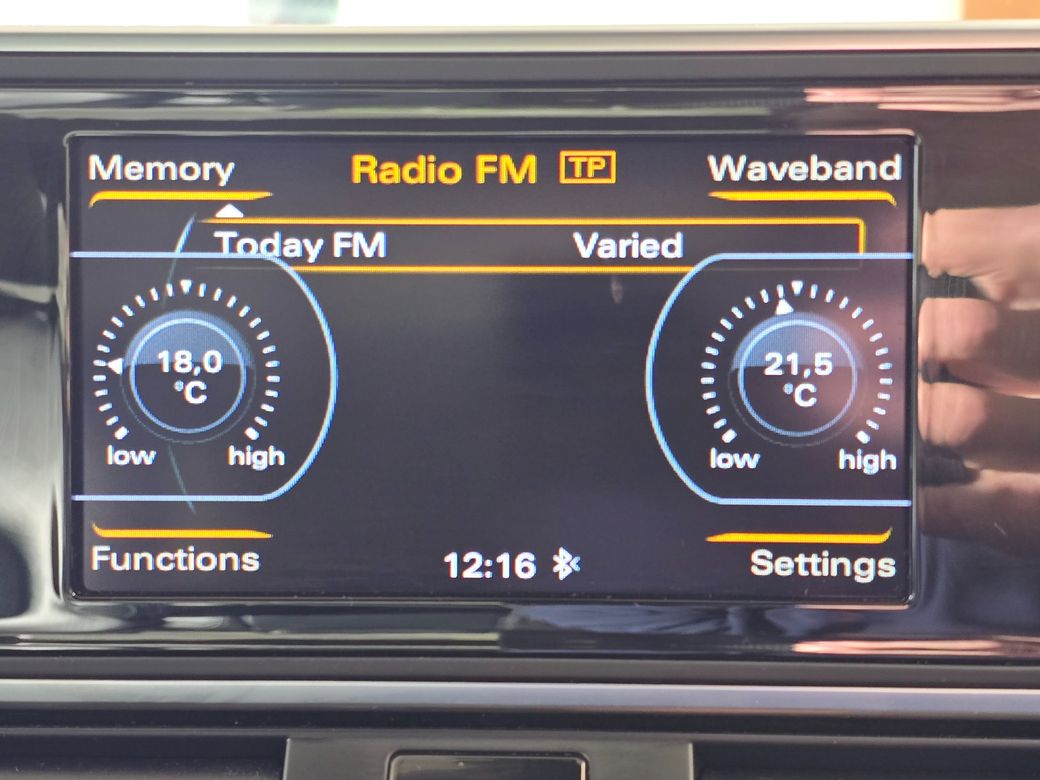 Memory Radio FM TP Waveband
Today FM Varied
18,0
°C
low high
21,5
°C
low high
Functions 12:16 Settings